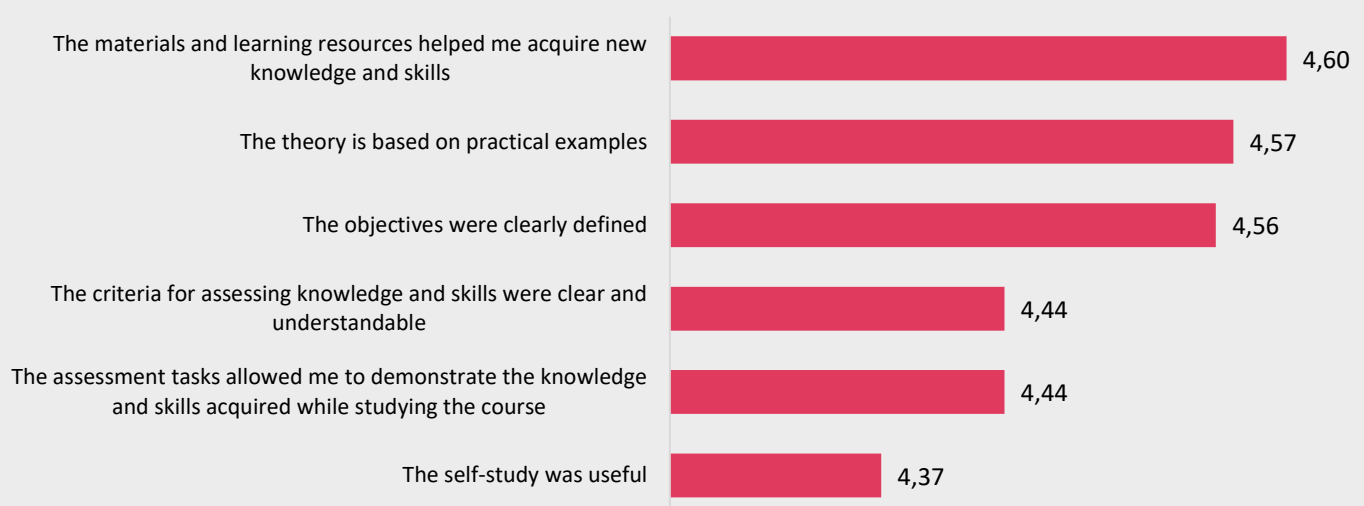 The materials and learning resources helped me acquire new
knowledge and skills
4,60
The theory is based on practical examples
4,57
The objectives were clearly defined
4,56
The criteria for assessing knowledge and skills were clear and
understandable
4,44
The assessment tasks allowed me to demonstrate the knowledge
and skills acquired while studying the course
4,44
The self-study was useful
4,37